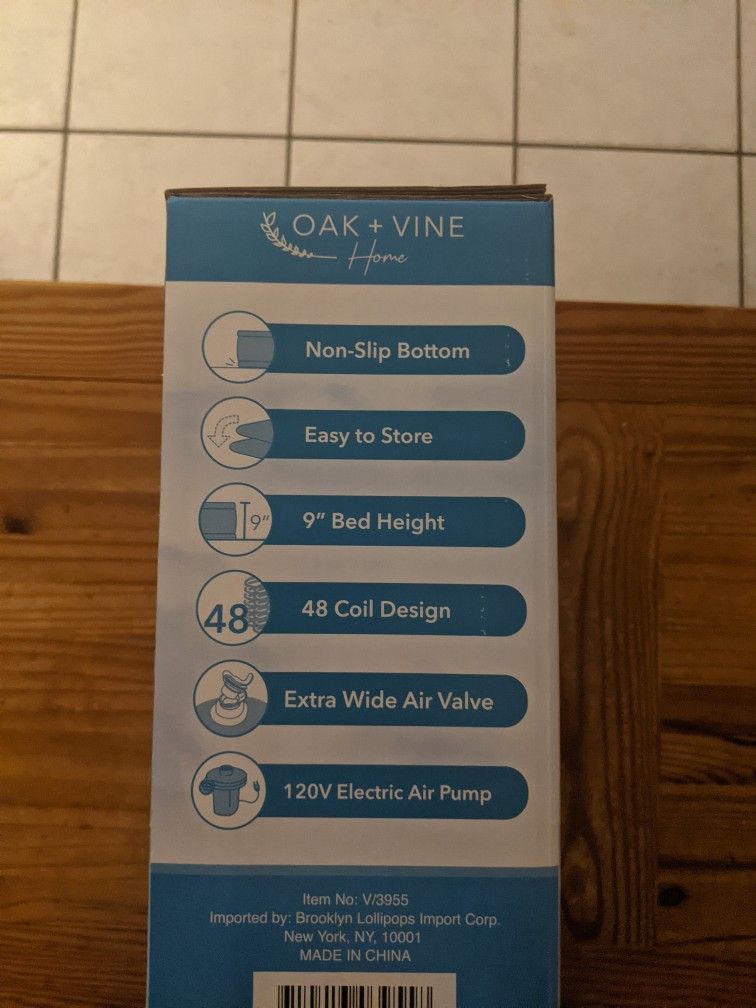 OAK + VINE
Home
Non-Slip Bottom
Easy to Store
9”
9” Bed Height
48
48 Coil Design
Extra Wide Air Valve
120V Electric Air Pump
Item No: V/3955
Imported by: Brooklyn Lollipops Import Corp.
New York, NY, 10001
MADE IN CHINA